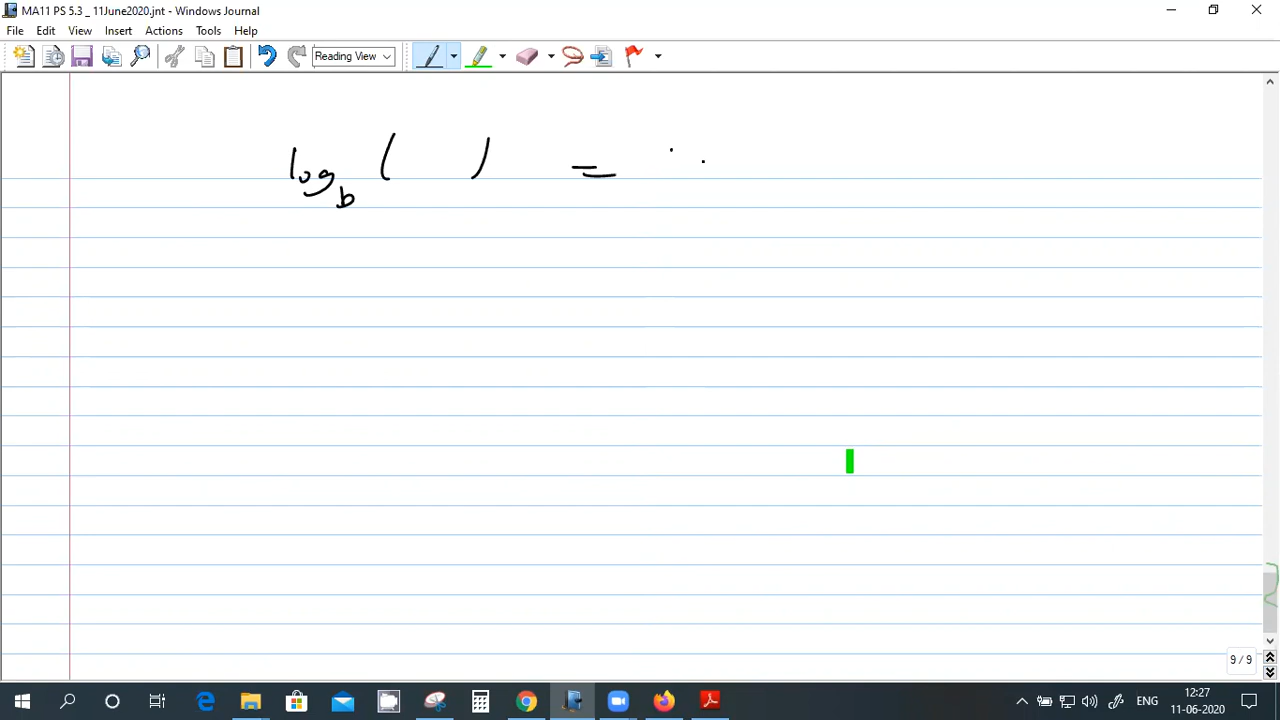 MA11 PS 5.3 _ 11June2020.jnt - Windows Journal
File Edit View Insert Actions Tools Help
Reading View
log_b ( ) =
9 / 9
ENG
12:27
11-06-2020